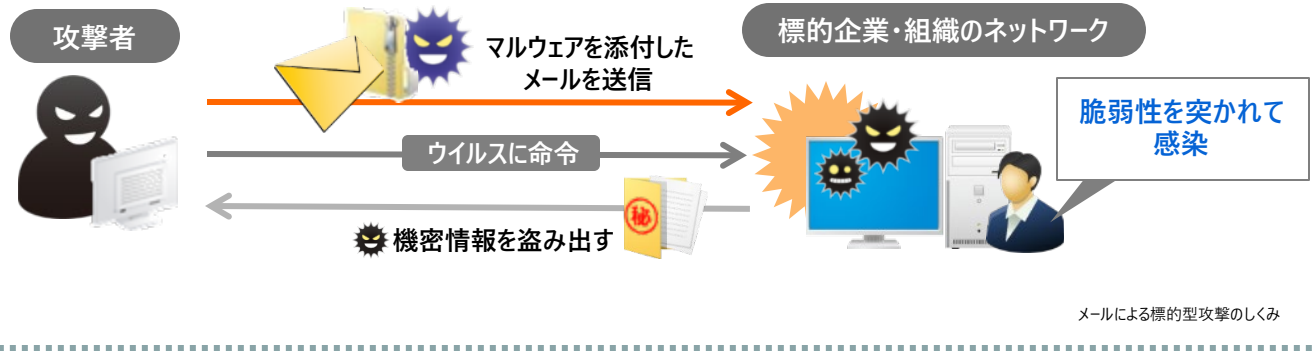 攻撃者
マルウェアを添付した
メールを送信
標的企業・組織のネットワーク
脆弱性を突かれて
感染
ウイルスに命令
秘
機密情報を盗み出す
メールによる標的型攻撃のしくみ